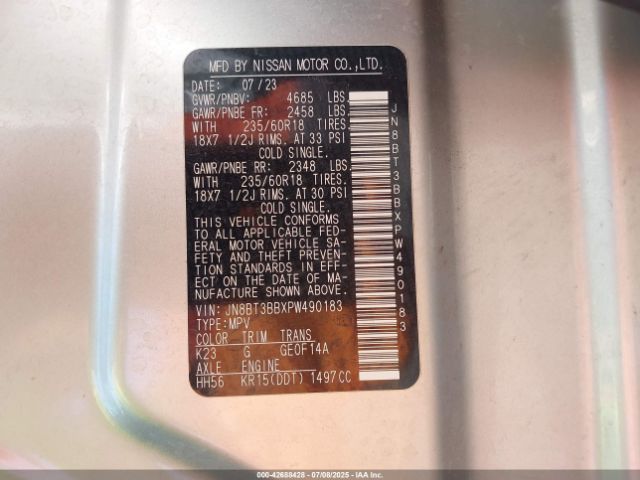 MFD BY NISSAN MOTOR CO.,LTD.
DATE: 07/23
GVWR/PNBV: 4685 LBS.
GAWR/PNBE FR: 2458 LBS.
WITH 235/60R18 TIRES.
18X7 1/2J RIMS. AT 33 PSI
COLD SINGLE.
GAWR/PNBE RR: 2348 LBS.
WITH 235/60R18 TIRES.
18X7 1/2J RIMS. AT 30 PSI
COLD SINGLE.
THIS VEHICLE CONFORMS
TO ALL APPLICABLE FED-
ERAL MOTOR VEHICLE SA-
FETY AND THEFT PREVEN-
TION STANDARDS IN EFF-
ECT ON THE DATE OF MA-
NUFACTURE SHOWN ABOVE.
VIN: JN8BT3BBXPW490183
TYPE:MPV
COLOR TRIM TRANS
K23 G GE0F14A
AXLE ENGINE
HH56 KR15(DDT) 1497CC
JN8BT3BBXPW490183
000-42688428 - 07/08/2025 - IAA Inc.